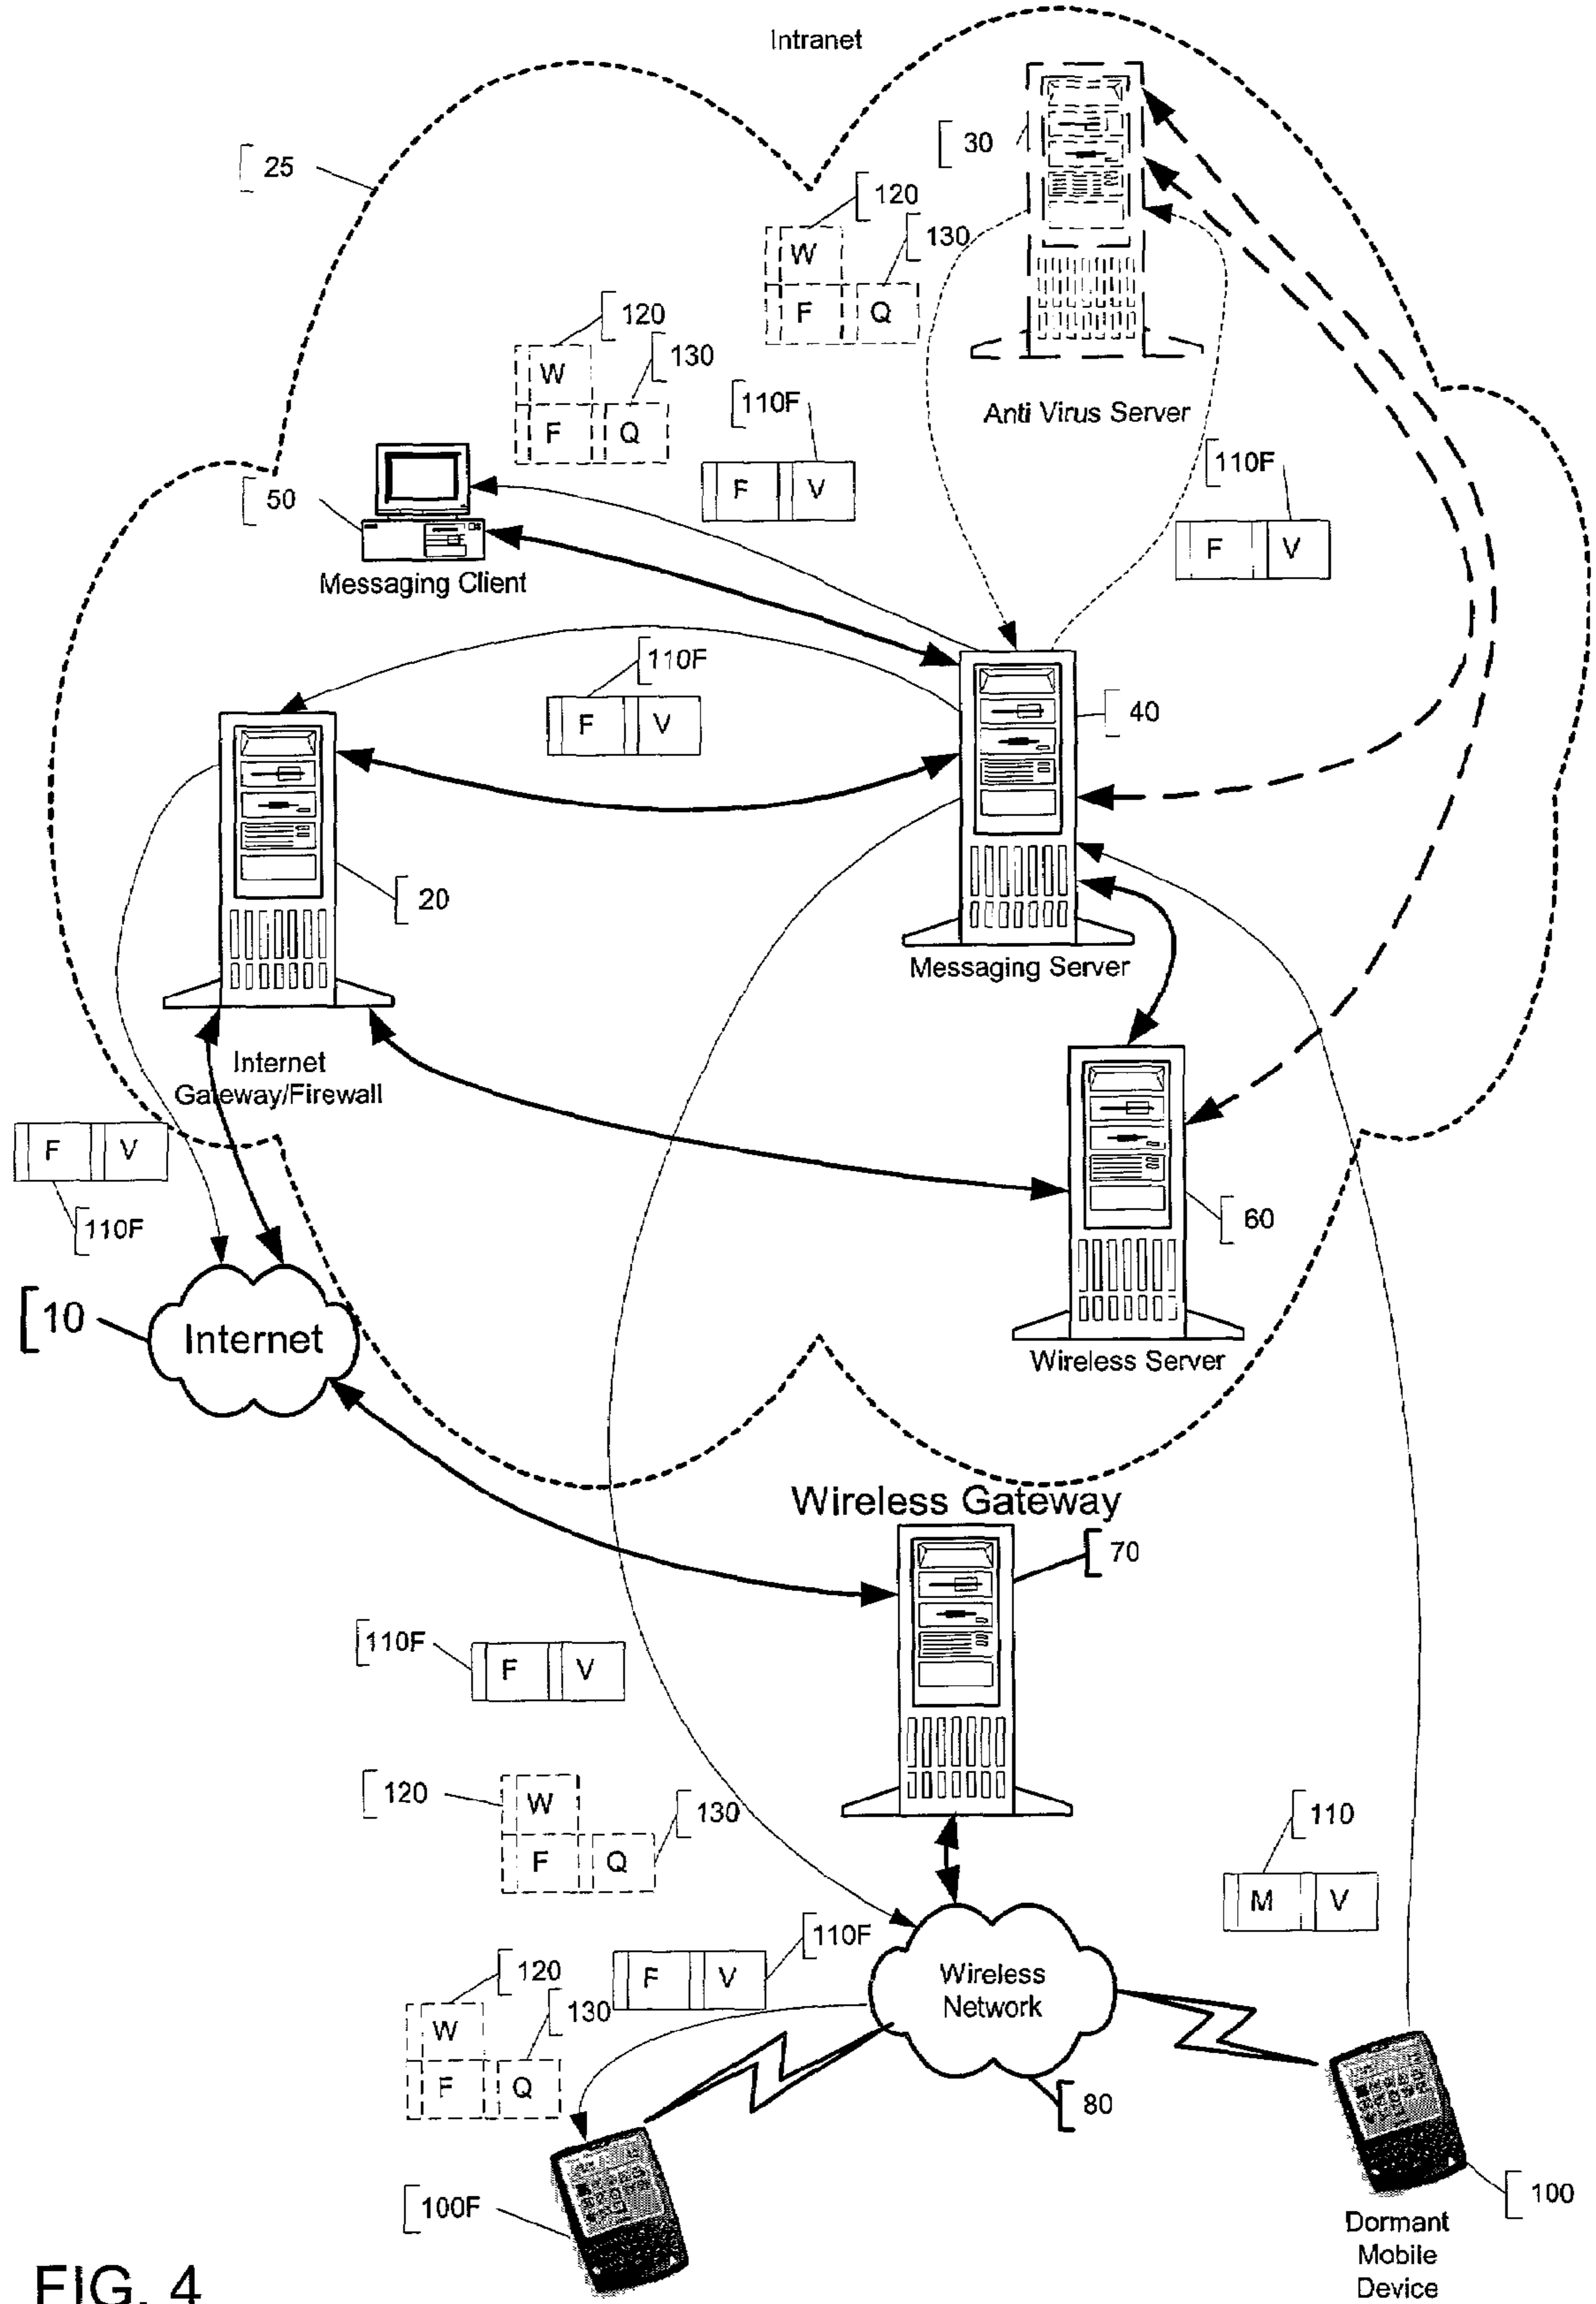 Intranet
[ 30
[ 25
[ 120
W
[ 130
F Q
[ 120
W
[ 130
F Q
[ 110F
F V
Anti Virus Server
[ 110F
F V
[ 50
Messaging Client
[ 110F
F V
[ 40
[ 20
Messaging Server
Internet
Gateway/Firewall
F V
[ 110F
[ 60
[ 10
Internet
Wireless Server
Wireless Gateway
[ 70
[ 110F
F V
[ 120
W
[ 130
F Q
[ 110
M V
[ 110F
F V
[ 120
W
[ 130
F Q
Wireless
Network
[ 80
[ 100F
[ 100
Dormant
Mobile
Device
FIG. 4